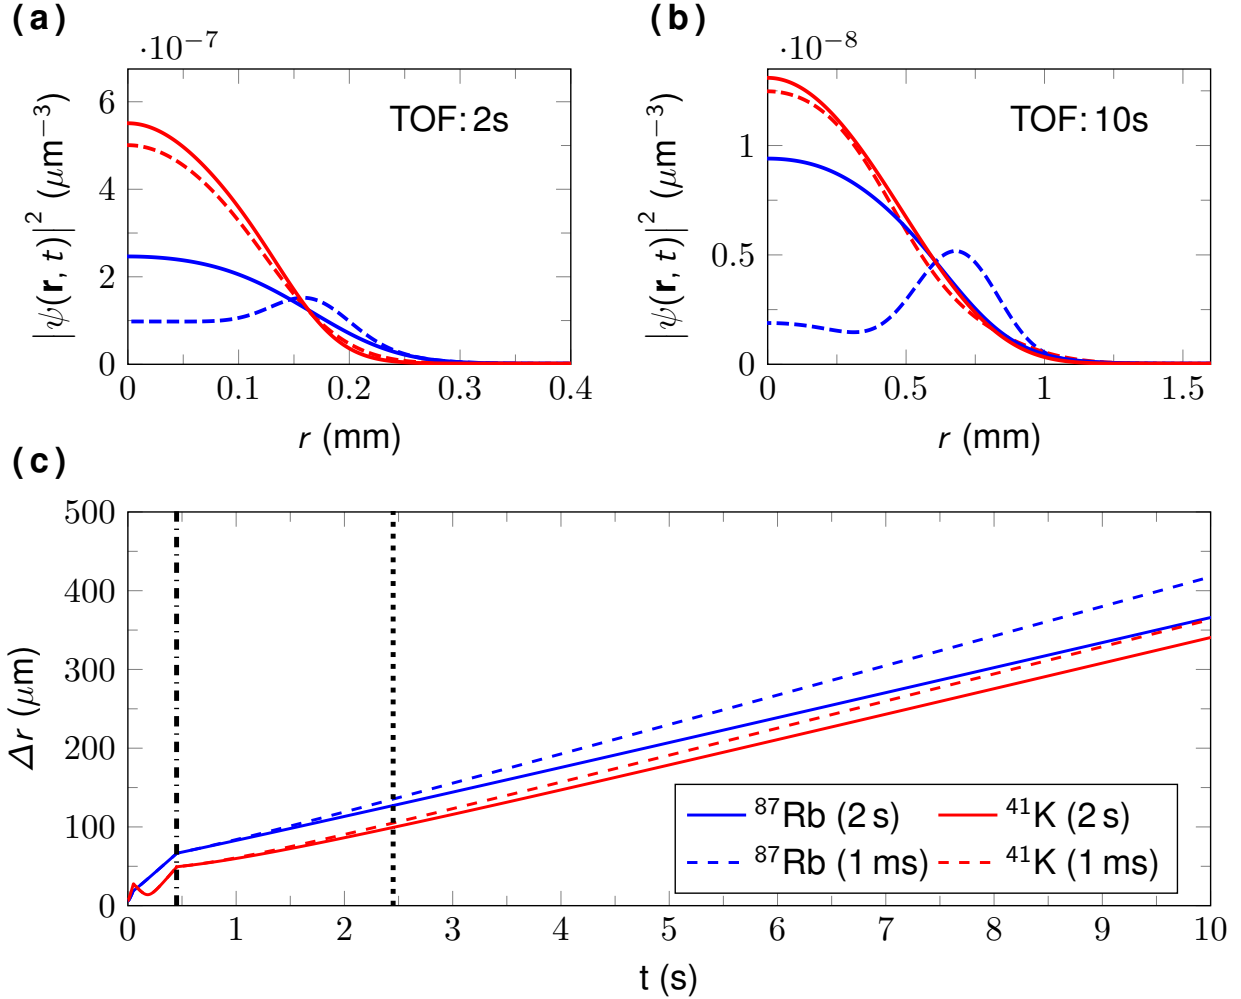 (a)
(b)
·10⁻⁷
·10⁻⁸
TOF: 2s
TOF: 10s
|ψ(r, t)|² (μm⁻³)
6
4
2
0
0 0.1 0.2 0.3 0.4
r (mm)
|ψ(r, t)|² (μm⁻³)
1
0.5
0
0 0.5 1 1.5
r (mm)
(c)
Δr (μm)
500
400
300
200
100
0
0 1 2 3 4 5 6 7 8 9 10
t (s)
⁸⁷Rb (2 s) ⁴¹K (2 s)
⁸⁷Rb (1 ms) ⁴¹K (1 ms)